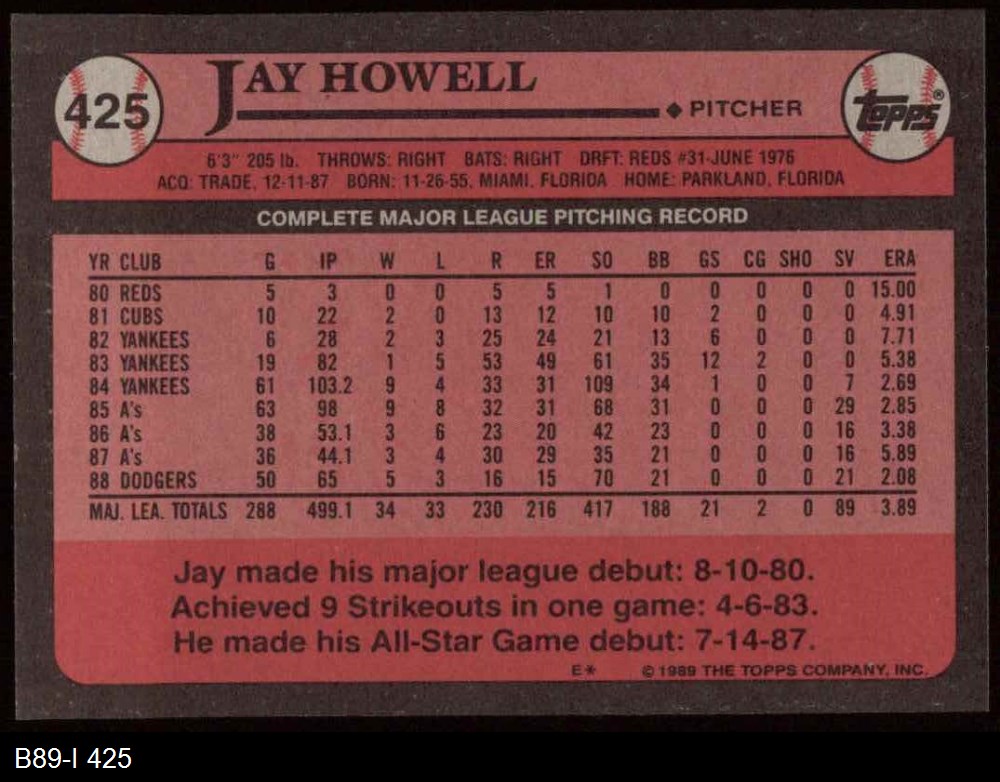 425
JAY HOWELL
◆ PITCHER
TOPPS®
6'3" 205 lb. THROWS: RIGHT BATS: RIGHT DRFT: REDS #31-JUNE 1976
ACQ: TRADE, 12-11-87 BORN: 11-26-55, MIAMI, FLORIDA HOME: PARKLAND, FLORIDA
COMPLETE MAJOR LEAGUE PITCHING RECORD
YR CLUB G IP W L R ER SO BB GS CG SHO SV ERA
80 REDS 5 3 0 0 5 5 1 0 0 0 0 0 15.00
81 CUBS 10 22 2 0 13 12 10 10 2 0 0 0 4.91
82 YANKEES 6 28 2 3 25 24 21 13 6 0 0 0 7.71
83 YANKEES 19 82 1 5 53 49 61 35 12 2 0 0 5.38
84 YANKEES 61 103.2 9 4 33 31 109 34 1 0 0 7 2.69
85 A's 63 98 9 8 32 31 68 31 0 0 0 29 2.85
86 A's 38 53.1 3 6 23 20 42 23 0 0 0 16 3.38
87 A's 36 44.1 3 4 30 29 35 21 0 0 0 16 5.89
88 DODGERS 50 65 5 3 16 15 70 21 0 0 0 21 2.08
MAJ. LEA. TOTALS 288 499.1 34 33 230 216 417 188 21 2 0 89 3.89
Jay made his major league debut: 8-10-80.
Achieved 9 Strikeouts in one game: 4-6-83.
He made his All-Star Game debut: 7-14-87.
E* © 1989 THE TOPPS COMPANY, INC.
B89-I 425